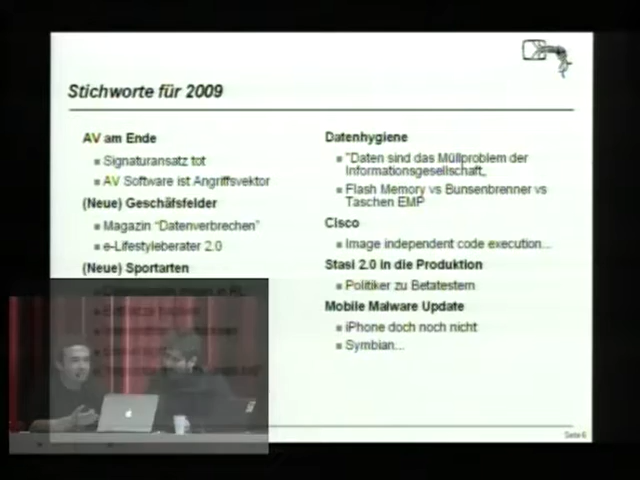 Stichworte für 2009
AV am Ende
Signaturansatz tot
AV Software ist Angriffsvektor
(Neue) Geschäfsfelder
Magazin "Datenverbrechen"
e-Lifestyleberater 2.0
(Neue) Sportarten
Datenhygiene
"Daten sind das Müllproblem der
Informationsgesellschaft„
Flash Memory vs Bunsenbrenner vs
Taschen EMP
Cisco
Image independent code execution...
Stasi 2.0 in die Produktion
Politiker zu Betatestern
Mobile Malware Update
iPhone doch noch nicht
Symbian...
Seite 6